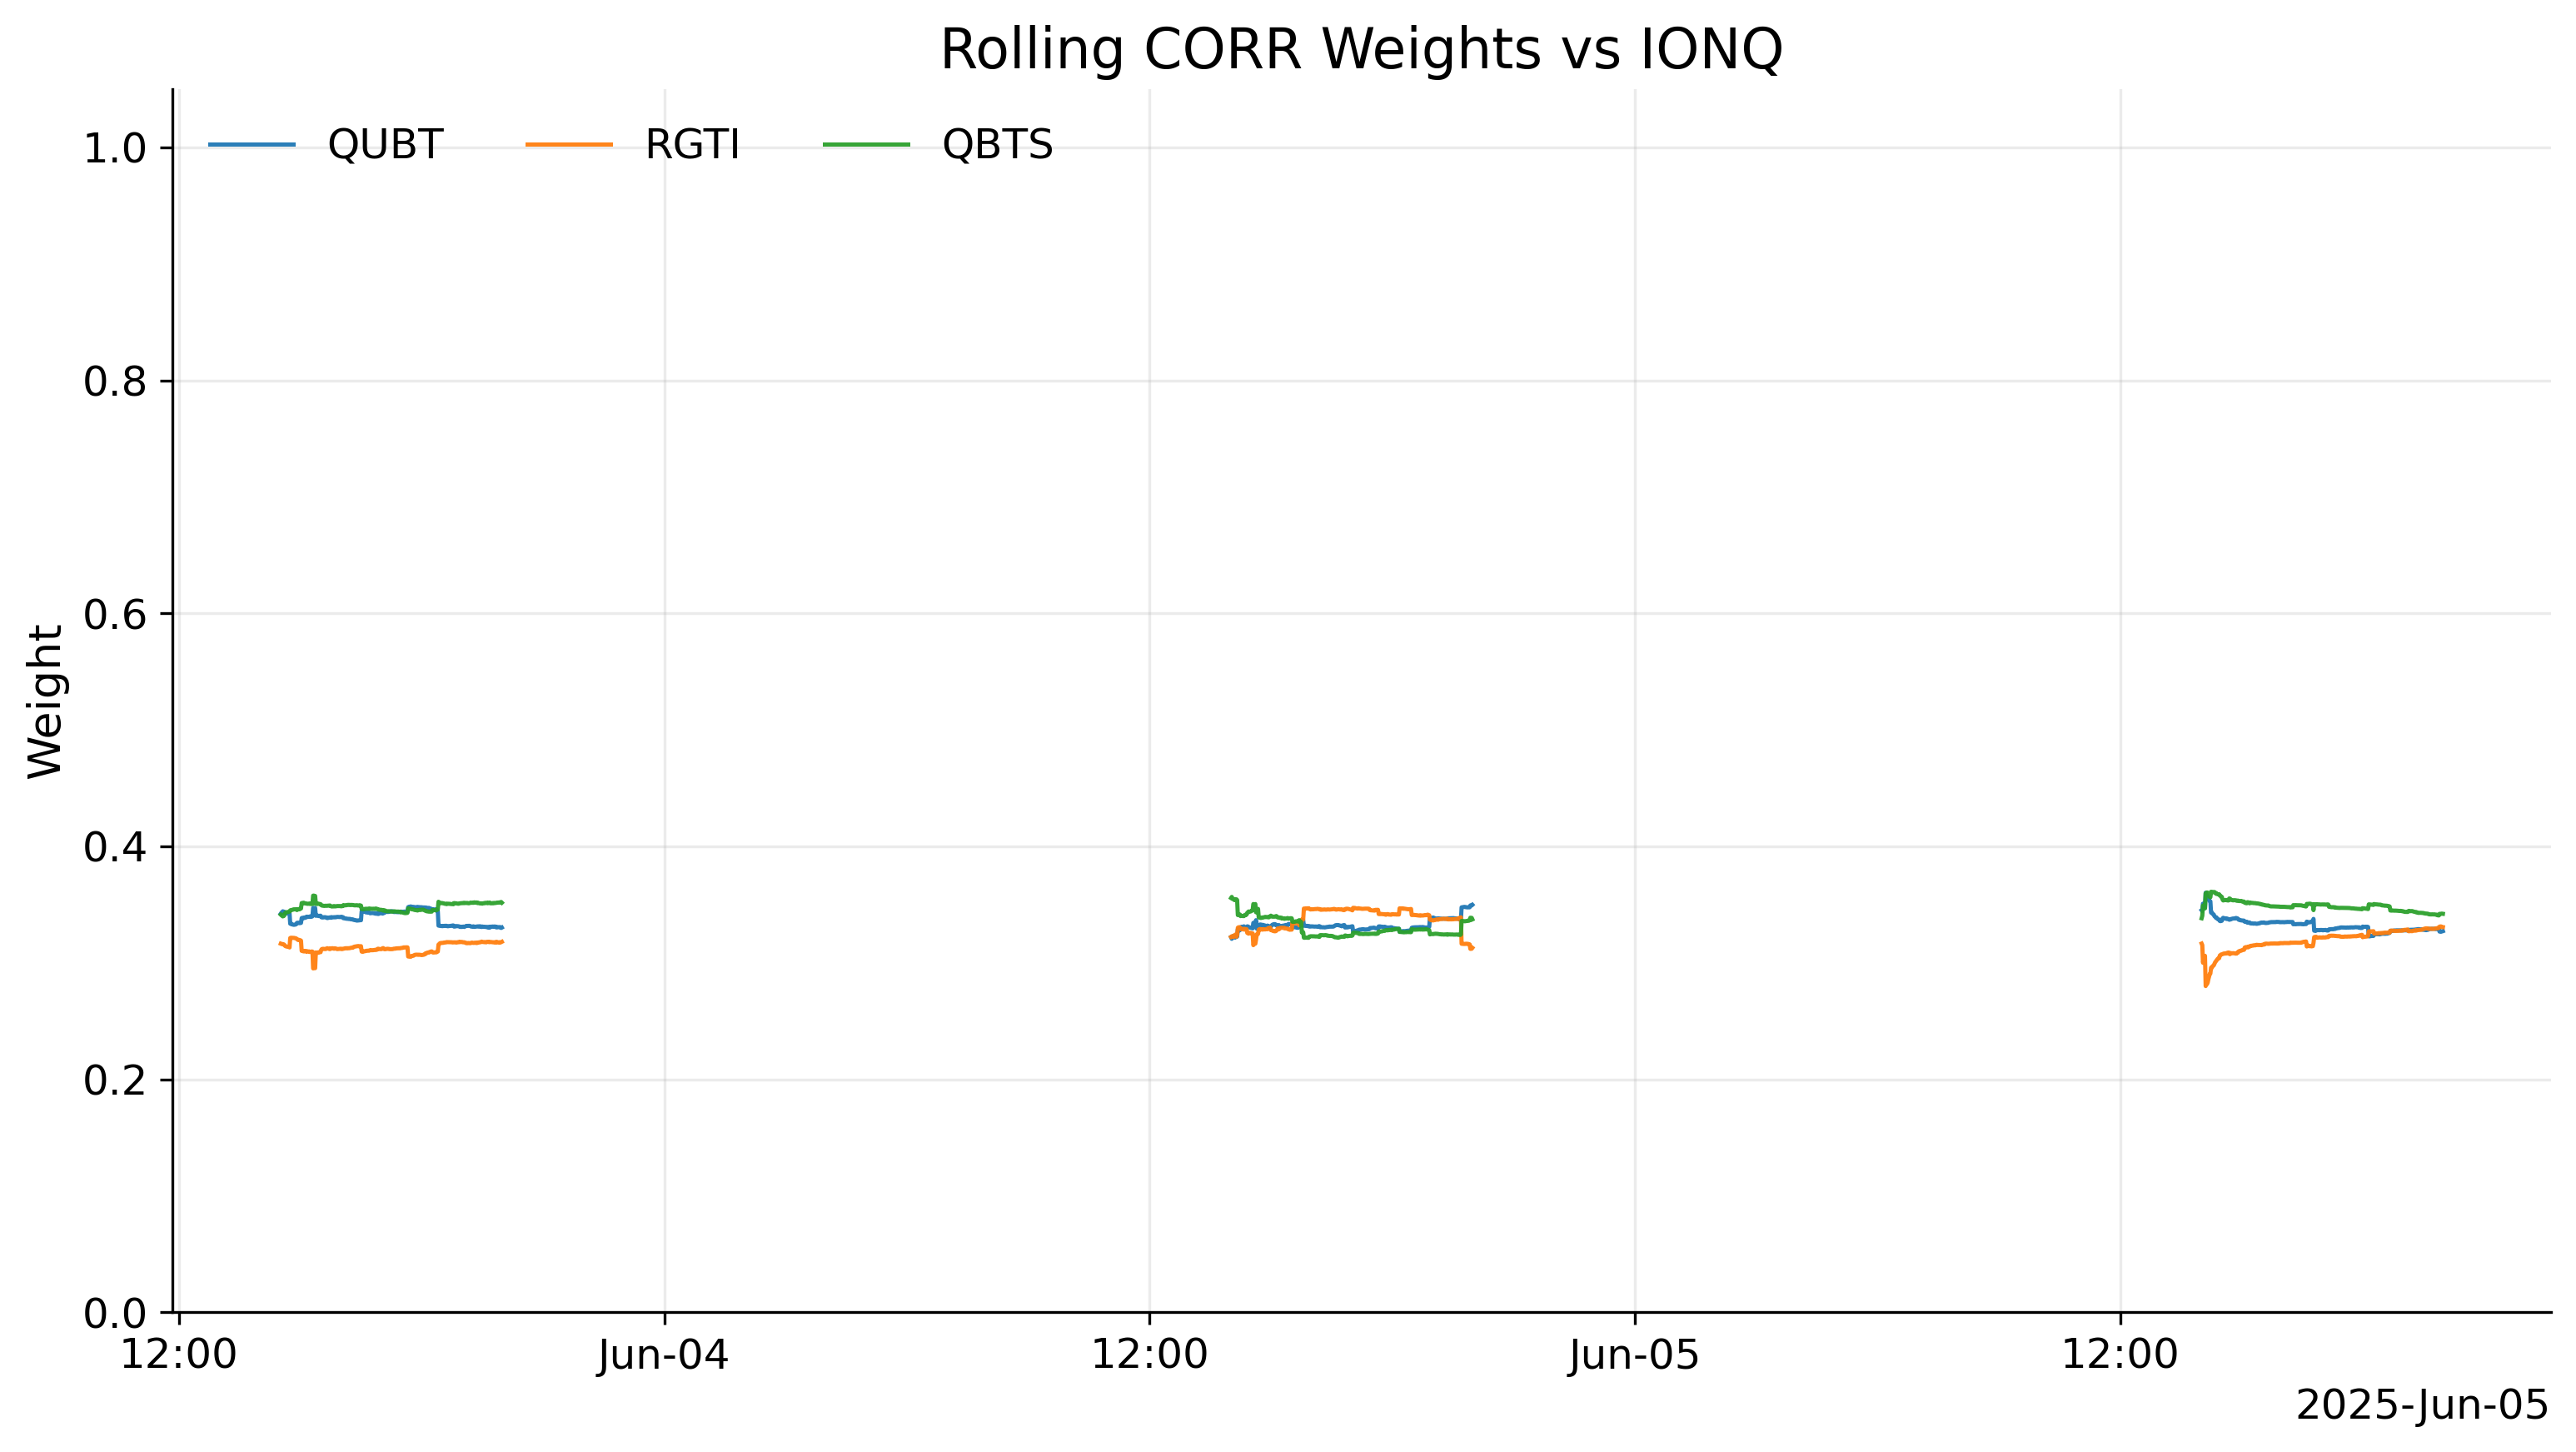 Rolling CORR Weights vs IONQ
QUBT RGTI QBTS
1.0
0.8
0.6
0.4
0.2
0.0
Weight
12:00 Jun-04 12:00 Jun-05 12:00
2025-Jun-05